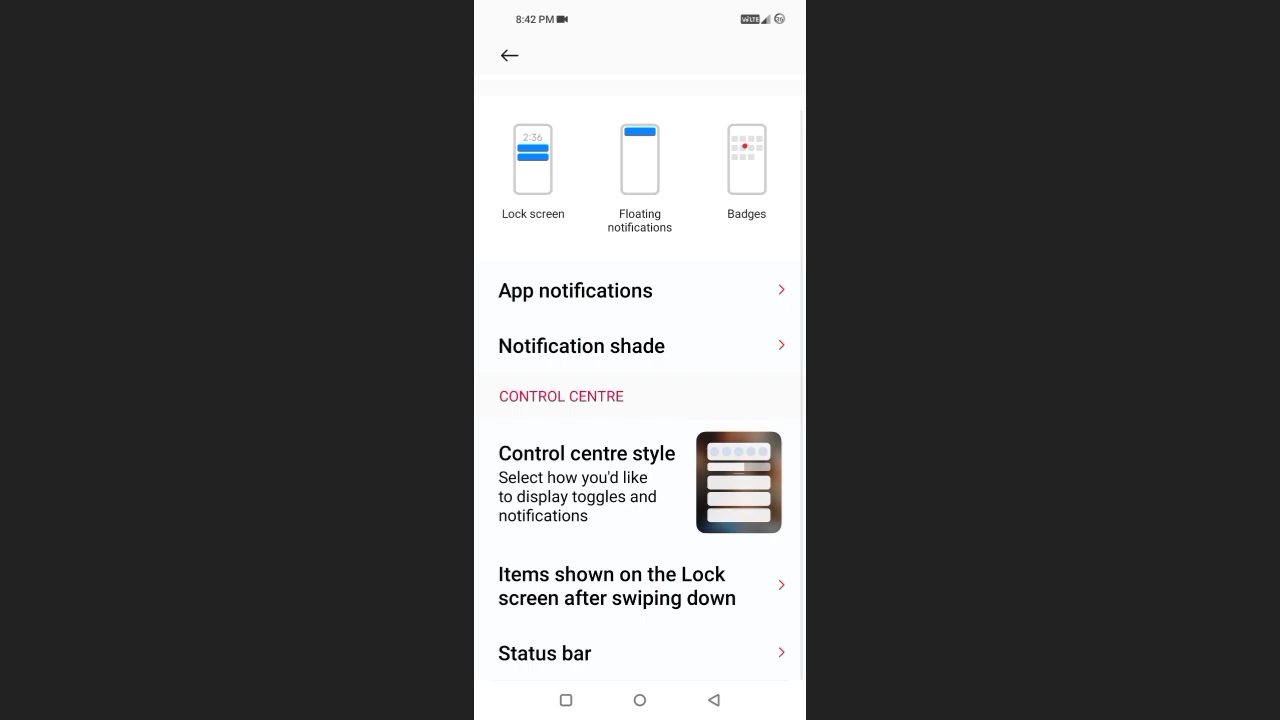 8:42 PM
VoLTE
2:36
Lock screen
Floating
notifications
Badges
App notifications
Notification shade
CONTROL CENTRE
Control centre style
Select how you'd like
to display toggles and
notifications
Items shown on the Lock
screen after swiping down
Status bar